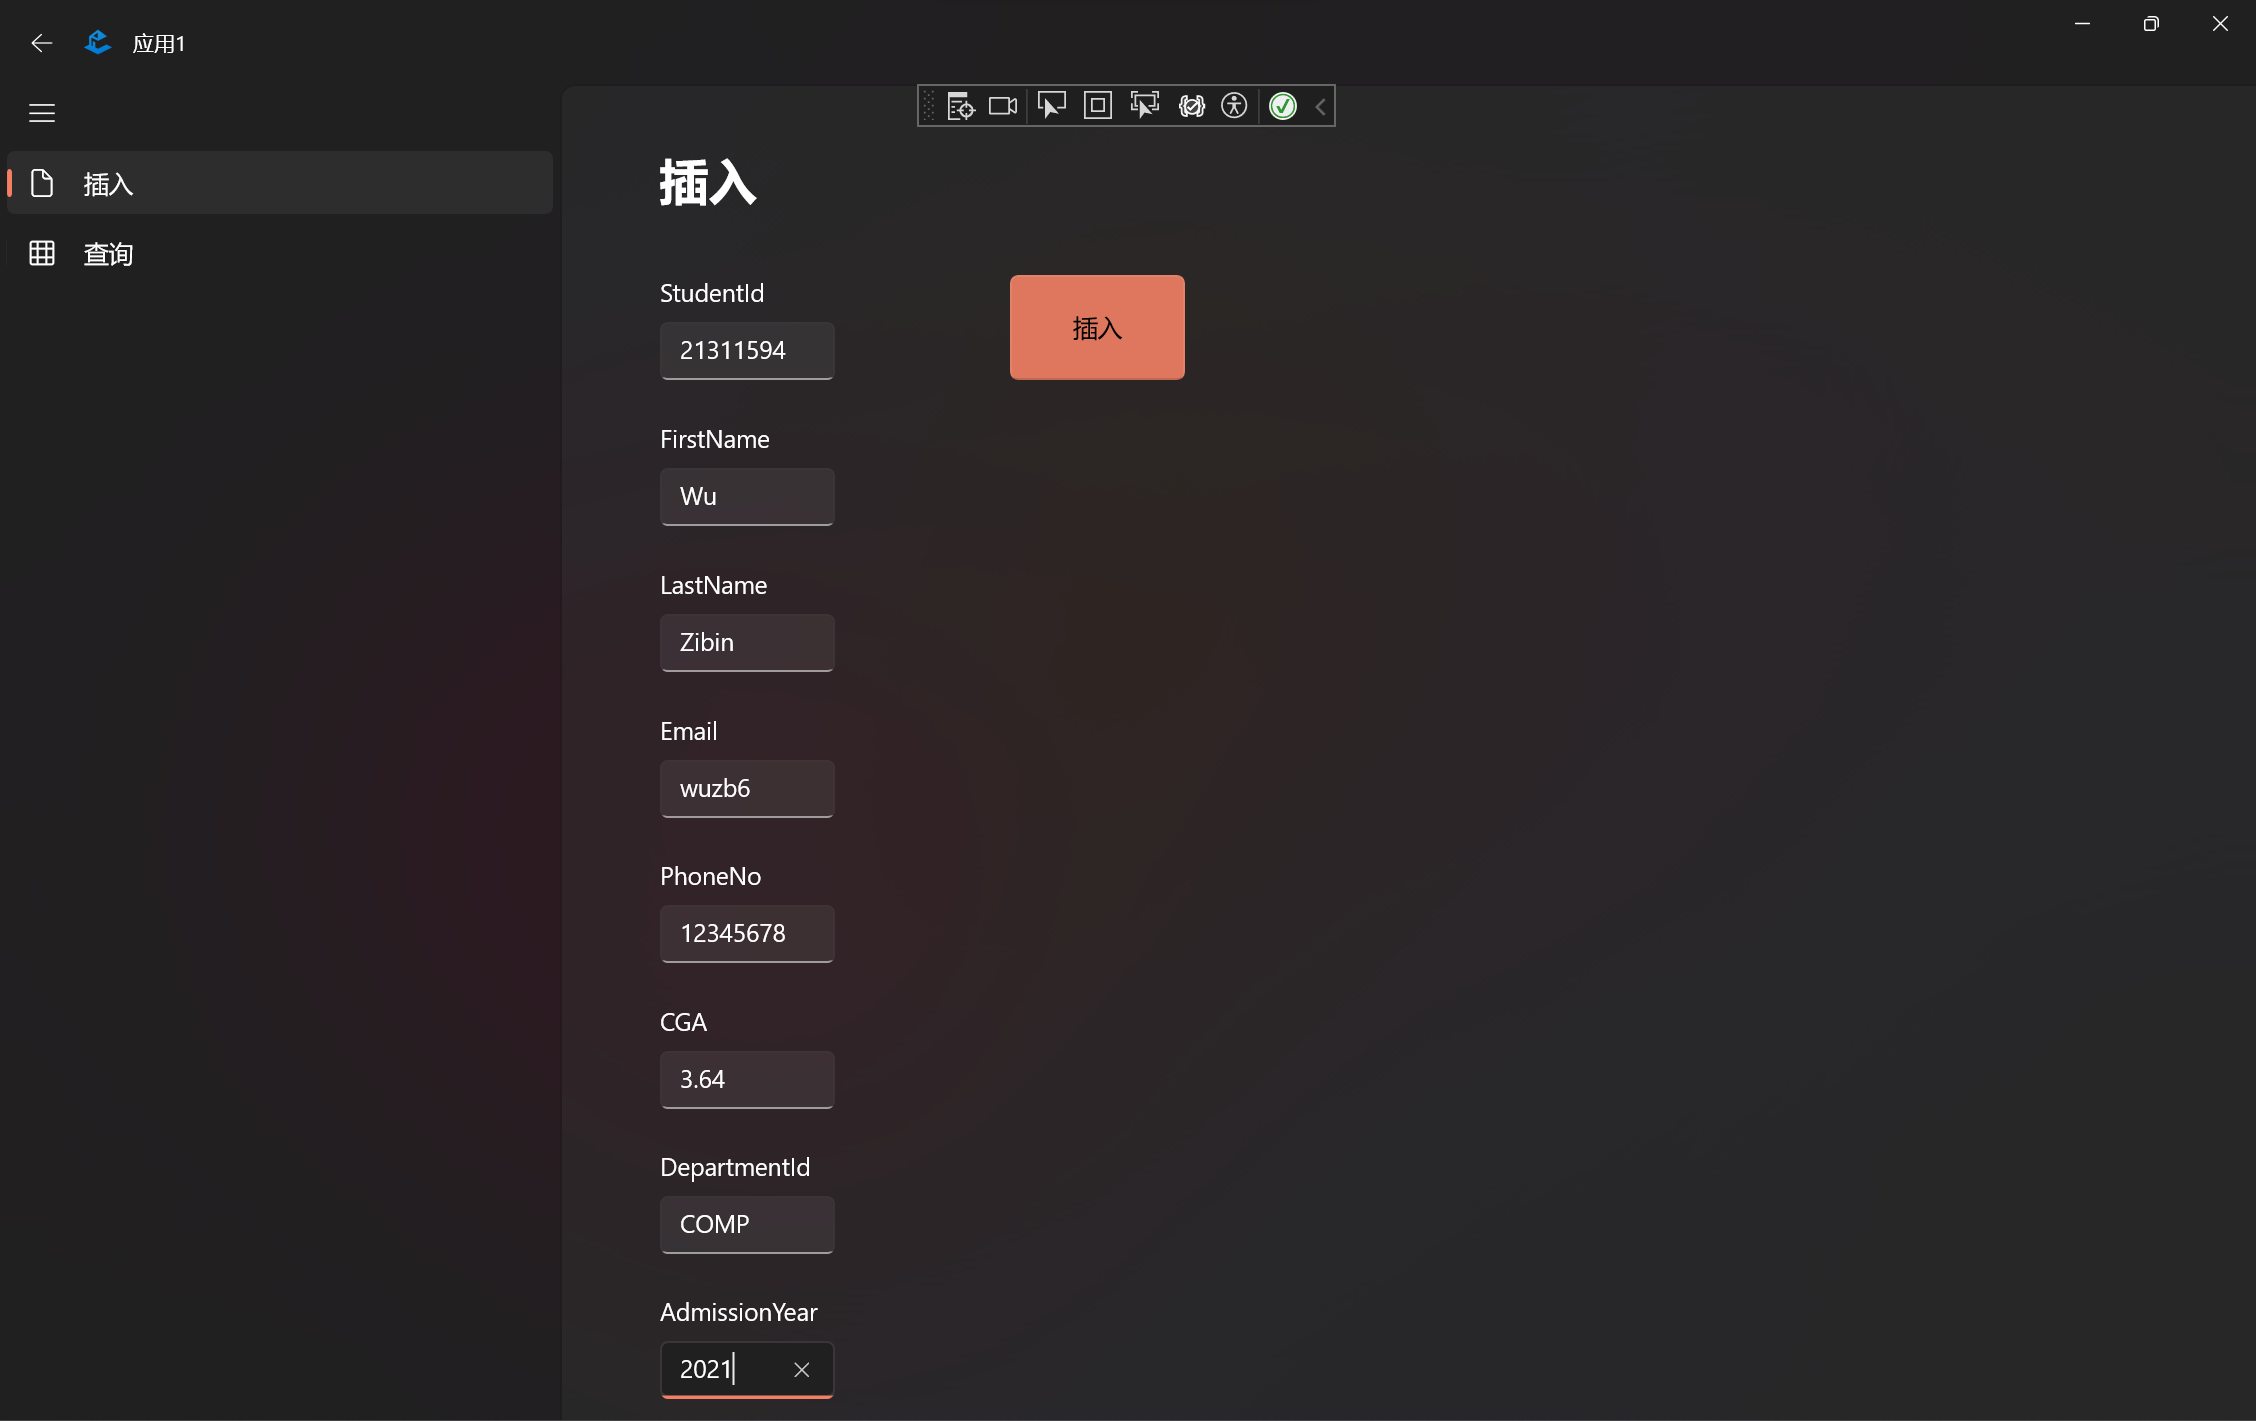 应用1
插入
查询
插入
StudentId
21311594
插入
FirstName
Wu
LastName
Zibin
Email
wuzb6
PhoneNo
12345678
CGA
3.64
DepartmentId
COMP
AdmissionYear
2021